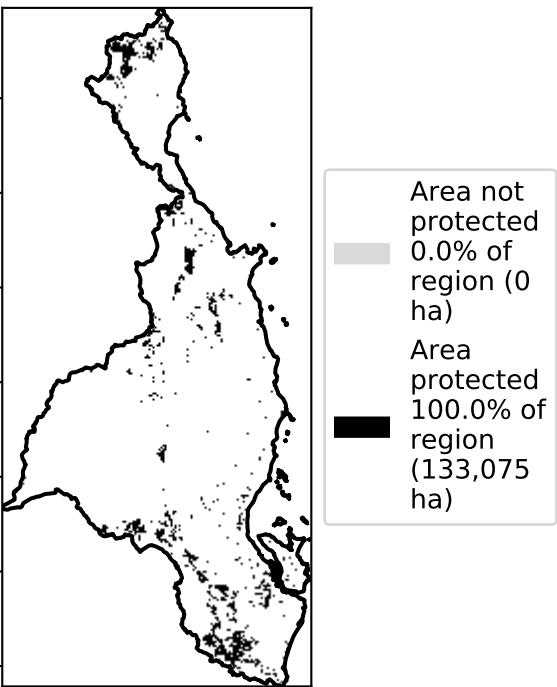 Area not
protected
0.0% of
region (0
ha)
Area
protected
100.0% of
region
(133,075
ha)